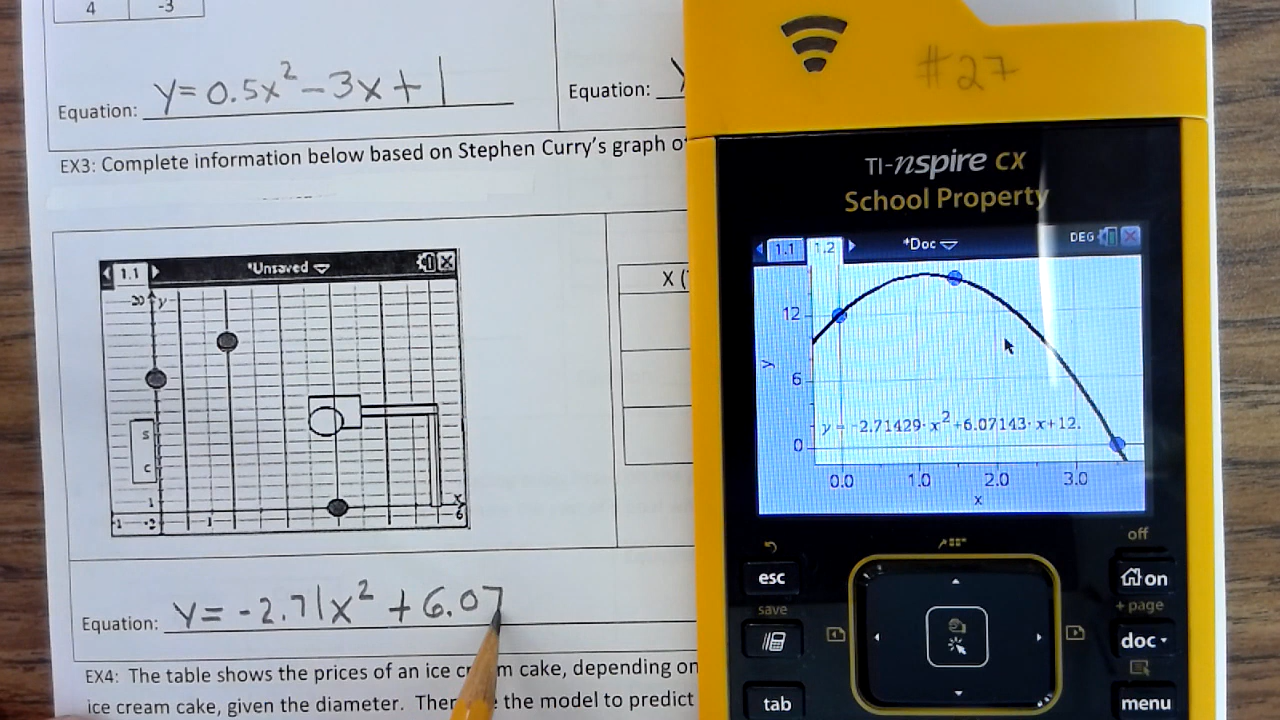 4 -3
Equation: y=0.5x²-3x+1
Equation:
EX3: Complete information below based on Stephen Curry's graph o
1.1 *Unsaved
20 y
s
c
1
-1 -2 1 x 6
X (
Equation: y=-2.71x²+6.07
EX4: The table shows the prices of an ice cream cake, depending on
ice cream cake, given the diameter. Then the model to predict
#27
TI-nspire CX
School Property
1.1 1.2 *Doc DEG
12
y
6
y=-2.71429·x²+6.07143·x+12.
0
0.0 1.0 2.0 3.0
x
off
esc on
save + page
doc
tab menu